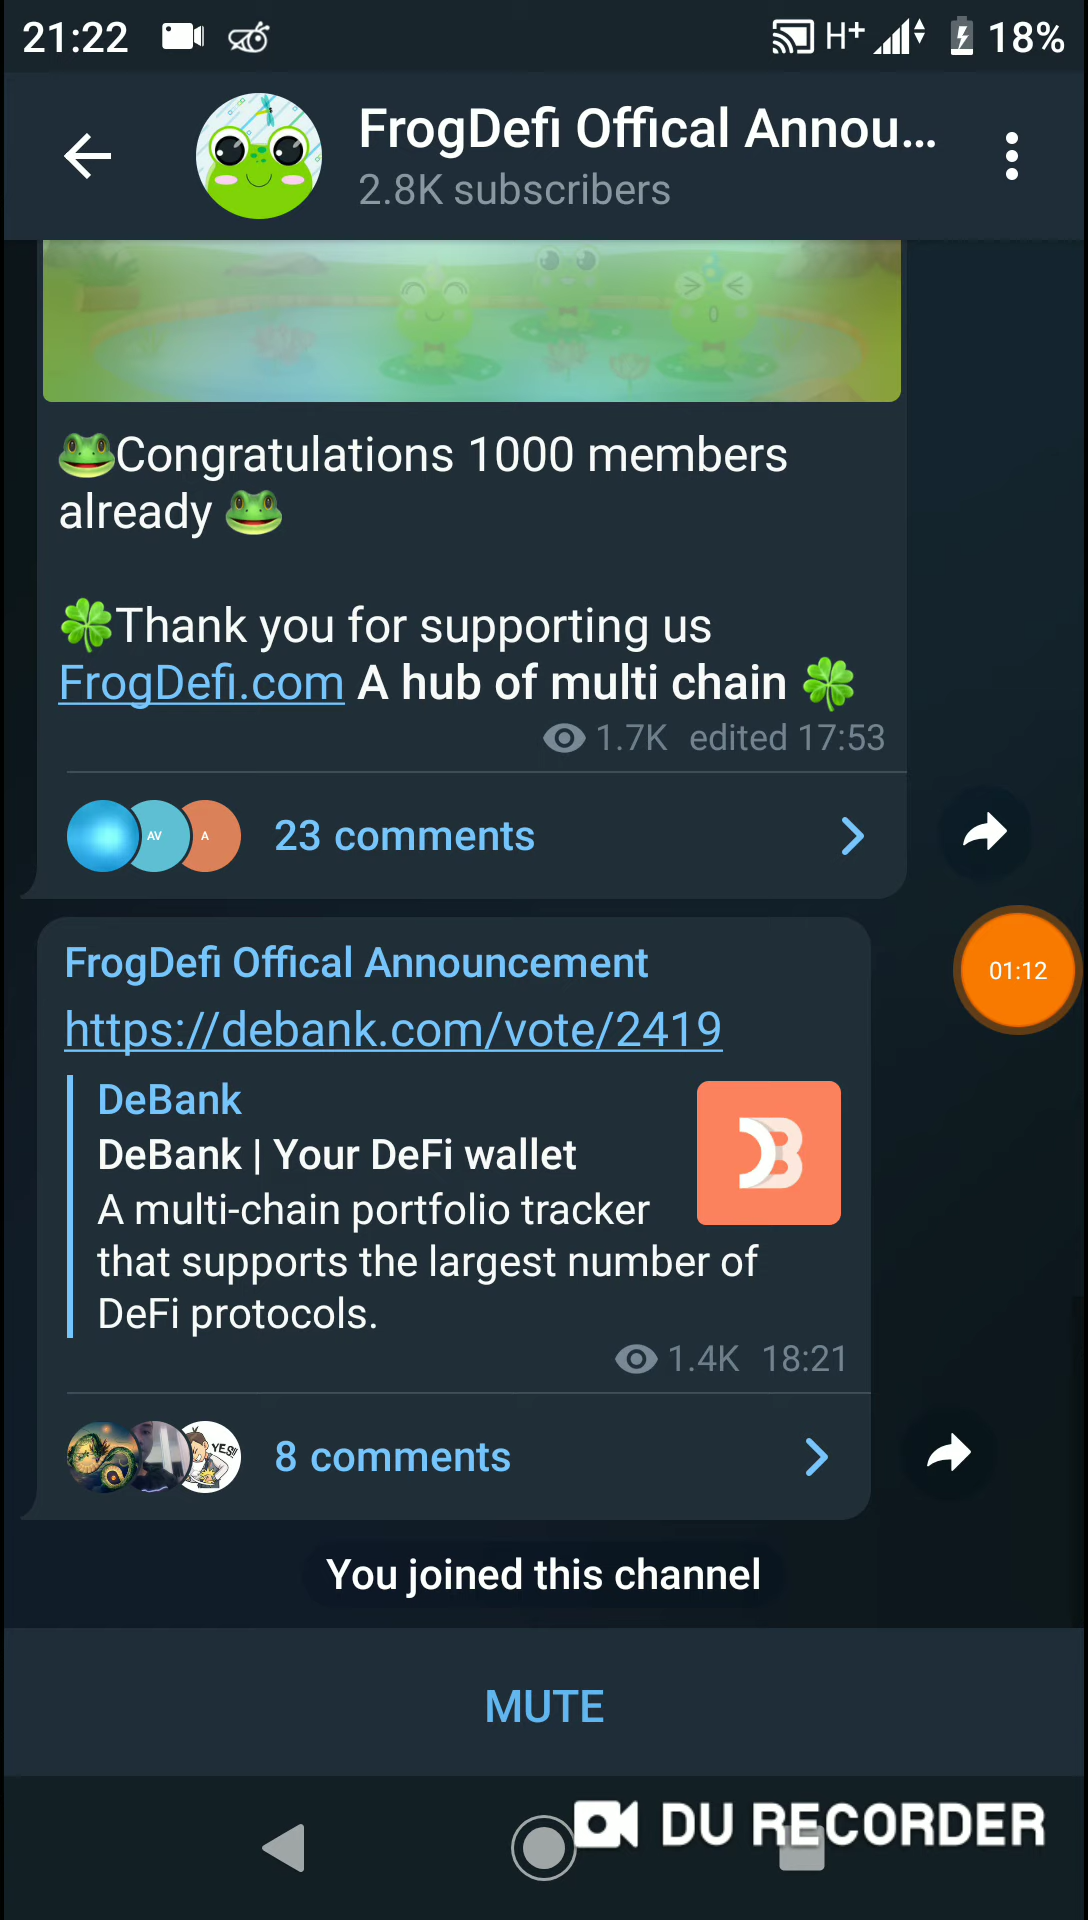 21:22 H+ 18%
FrogDefi Offical Annou...
2.8K subscribers
🐸Congratulations 1000 members
already 🐸
🍀Thank you for supporting us
FrogDefi.com A hub of multi chain 🍀
1.7K edited 17:53
AV A 23 comments
FrogDefi Offical Announcement
01:12
https://debank.com/vote/2419
DeBank
DeBank | Your DeFi wallet
A multi-chain portfolio tracker
that supports the largest number of
DeFi protocols.
1.4K 18:21
YES!! 8 comments
You joined this channel
MUTE
DU RECORDER